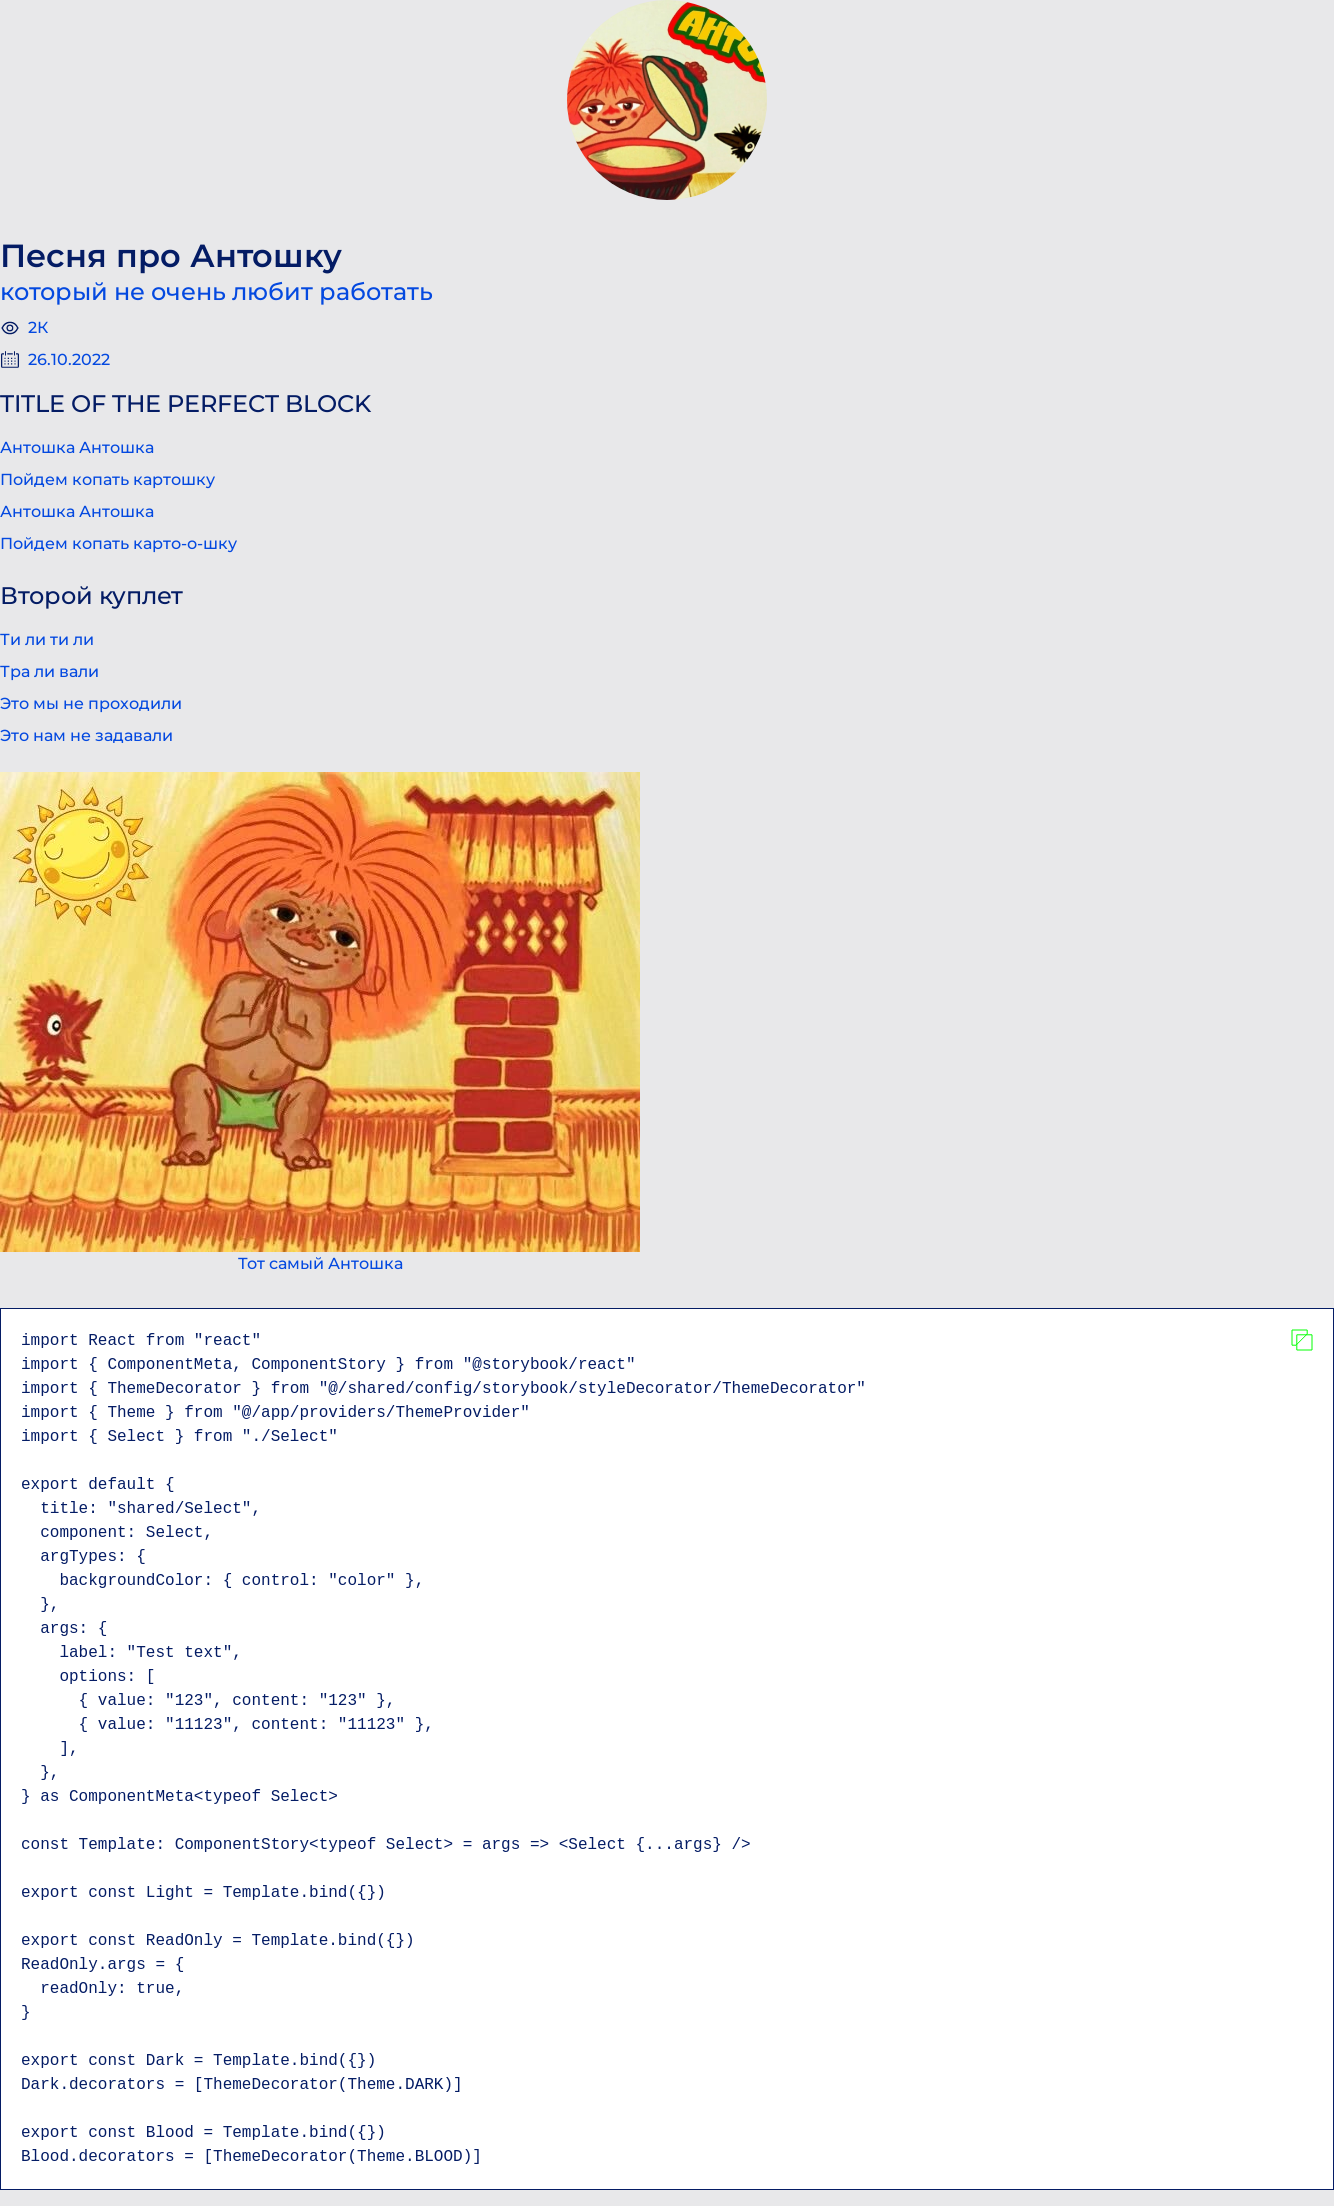 Песня про Антошку
который не очень любит работать
2К
26.10.2022
TITLE OF THE PERFECT BLOCK
Антошка Антошка
Пойдем копать картошку
Антошка Антошка
Пойдем копать карто-о-шку
Второй куплет
Ти ли ти ли
Тра ли вали
Это мы не проходили
Это нам не задавали
Тот самый Антошка
import React from "react"
import { ComponentMeta, ComponentStory } from "@storybook/react"
import { ThemeDecorator } from "@/shared/config/storybook/styleDecorator/ThemeDecorator"
import { Theme } from "@/app/providers/ThemeProvider"
import { Select } from "./Select"
export default {
  title: "shared/Select",
  component: Select,
  argTypes: {
    backgroundColor: { control: "color" },
  },
  args: {
    label: "Test text",
    options: [
      { value: "123", content: "123" },
      { value: "11123", content: "11123" },
    ],
  },
} as ComponentMeta<typeof Select>
const Template: ComponentStory<typeof Select> = args => <Select {...args} />
export const Light = Template.bind({})
export const ReadOnly = Template.bind({})
ReadOnly.args = {
  readOnly: true,
}
export const Dark = Template.bind({})
Dark.decorators = [ThemeDecorator(Theme.DARK)]
export const Blood = Template.bind({})
Blood.decorators = [ThemeDecorator(Theme.BLOOD)]